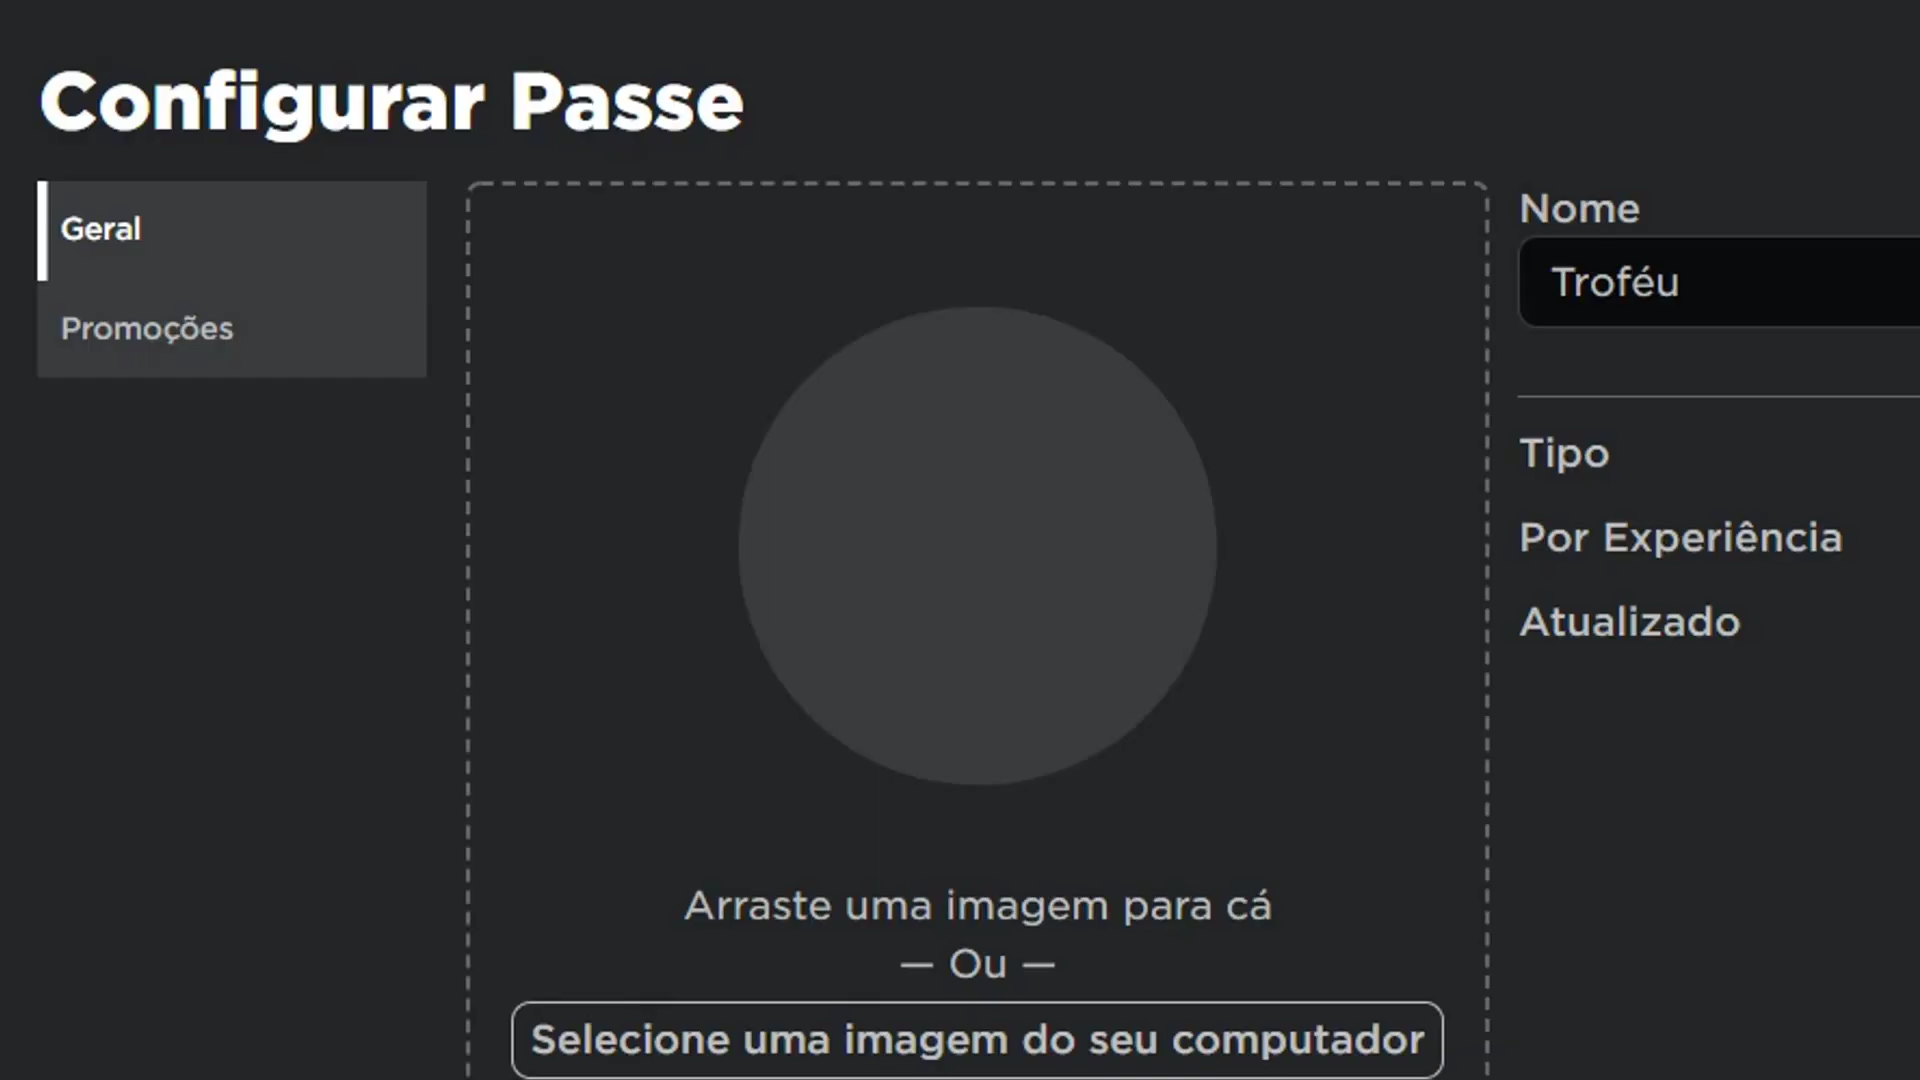 Configurar Passe
Geral
Promoções
Arraste uma imagem para cá
— Ou —
Selecione uma imagem do seu computador
Nome
Troféu
Tipo
Por Experiência
Atualizado